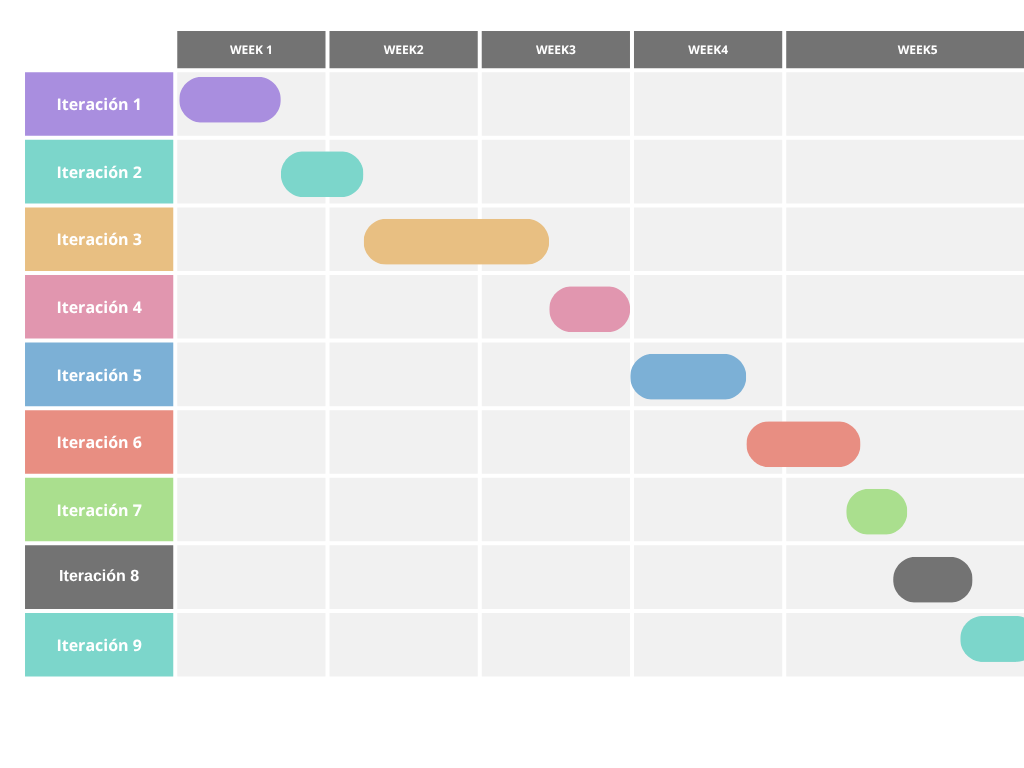 WEEK 1 WEEK2 WEEK3 WEEK4 WEEK5
Iteración 1
Iteración 2
Iteración 3
Iteración 4
Iteración 5
Iteración 6
Iteración 7
Iteración 8
Iteración 9